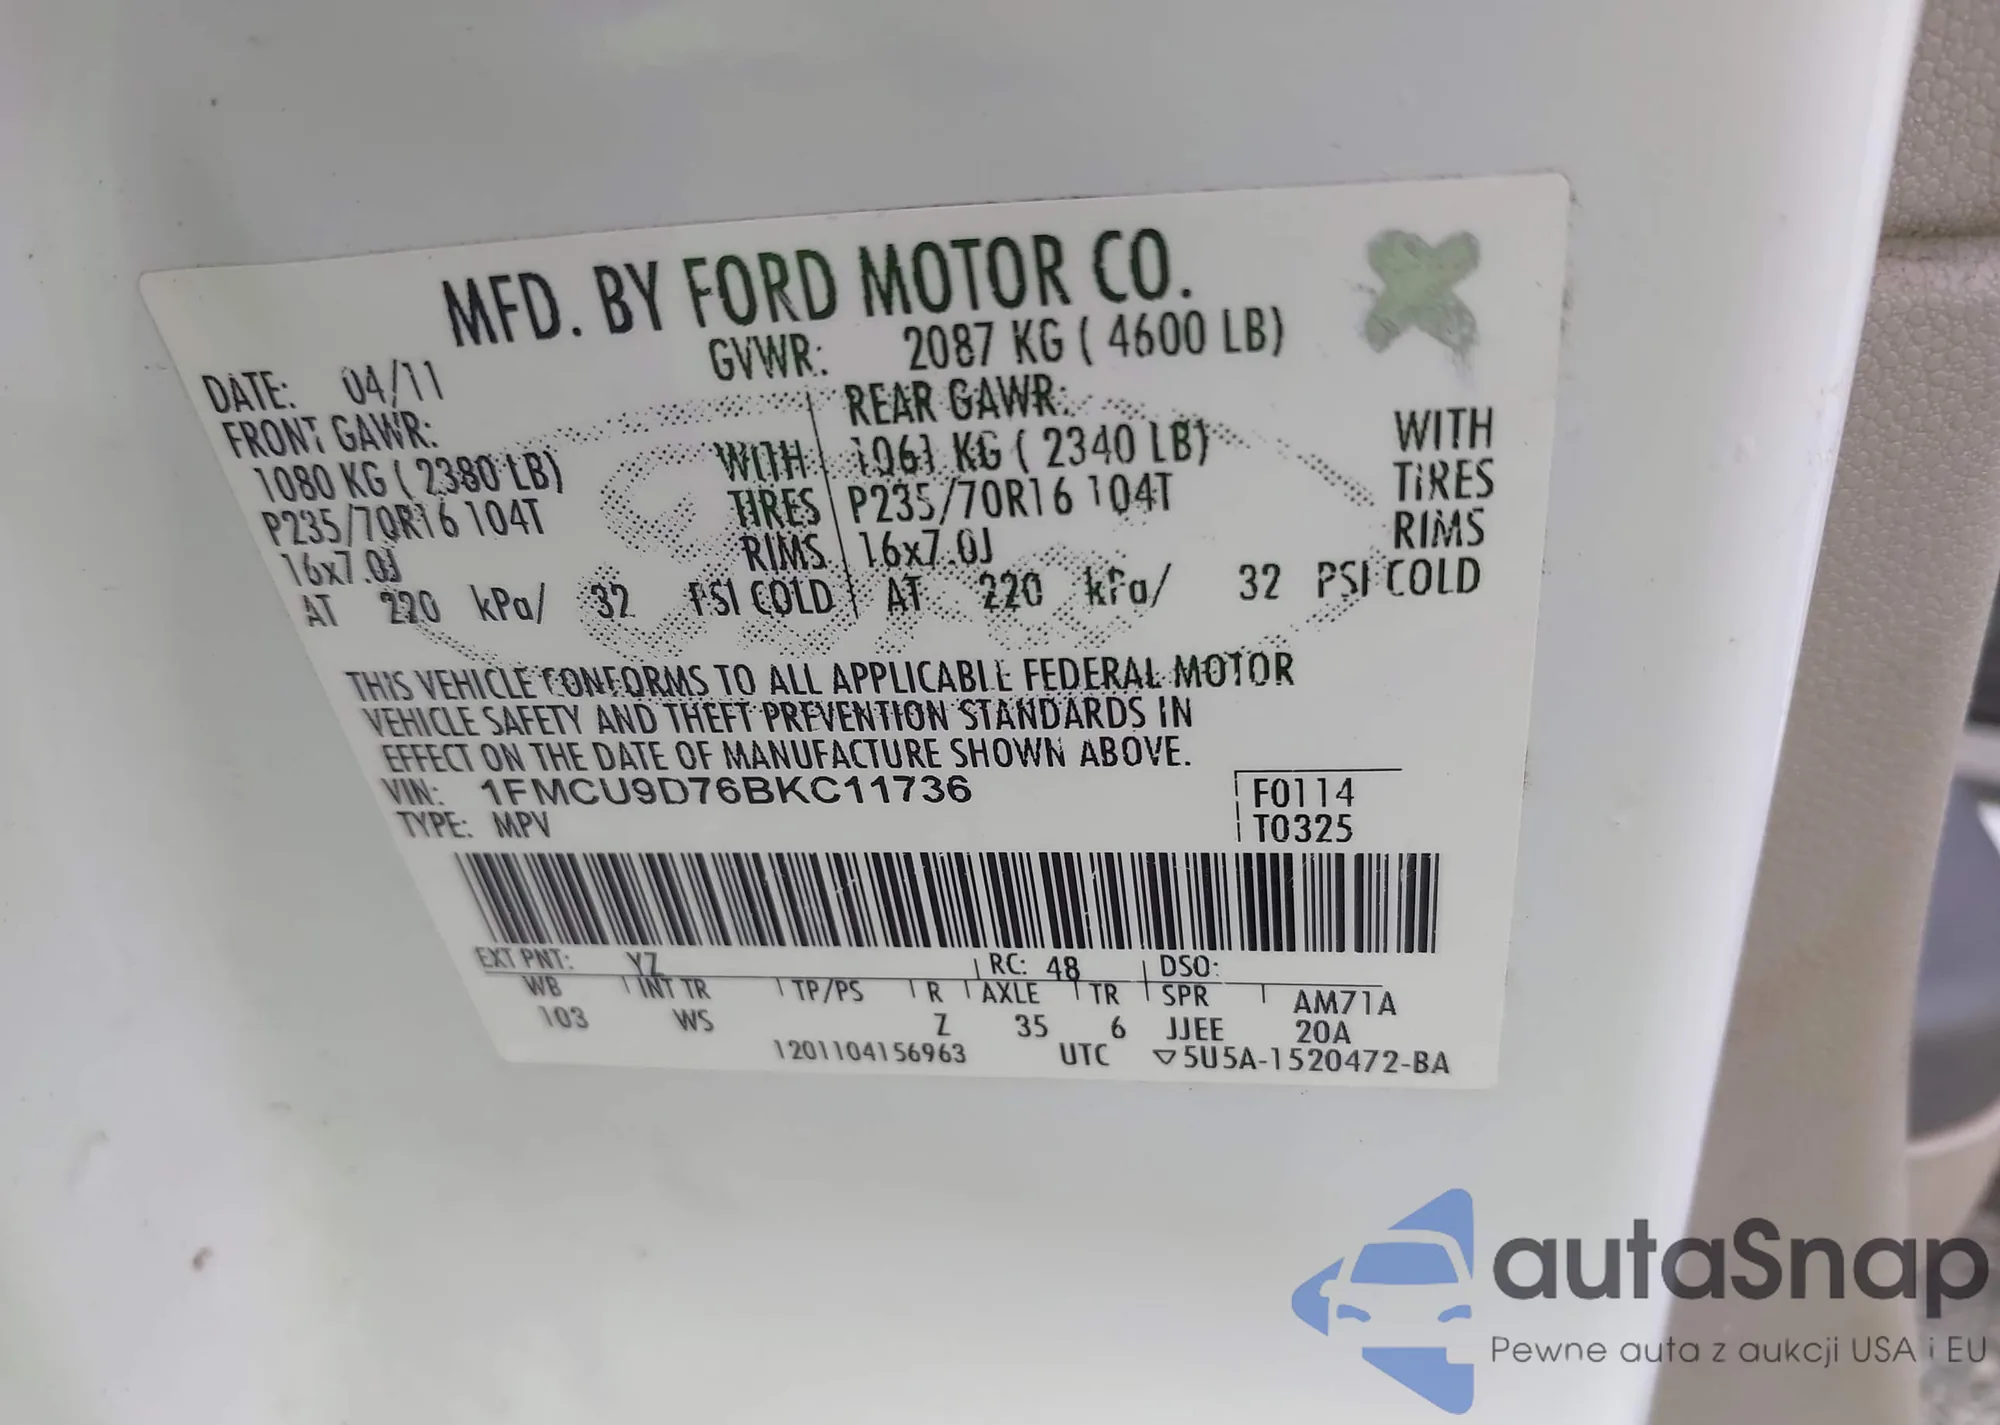 MFD. BY FORD MOTOR CO.
DATE: 04/11 GVWR: 2087 KG ( 4600 LB)
FRONT GAWR: REAR GAWR:
1080 KG ( 2380 LB) WITH 1061 KG ( 2340 LB) WITH
P235/70R16 104T TIRES P235/70R16 104T TIRES
16x7.0J RIMS 16x7.0J RIMS
AT 220 kPa/ 32 PSI COLD AT 220 kPa/ 32 PSI COLD
THIS VEHICLE CONFORMS TO ALL APPLICABLE FEDERAL MOTOR
VEHICLE SAFETY AND THEFT PREVENTION STANDARDS IN
EFFECT ON THE DATE OF MANUFACTURE SHOWN ABOVE.
VIN: 1FMCU9D76BKC11736 F0114
TYPE: MPV T0325
EXT PNT: YZ RC: 48 DSO:
WB INT TR TP/PS R AXLE TR SPR AM71A
103 WS Z 35 6 JJEE 20A
1201104156963 UTC ▽5U5A-1520472-BA
autaSnap
Pewne auta z aukcji USA i EU